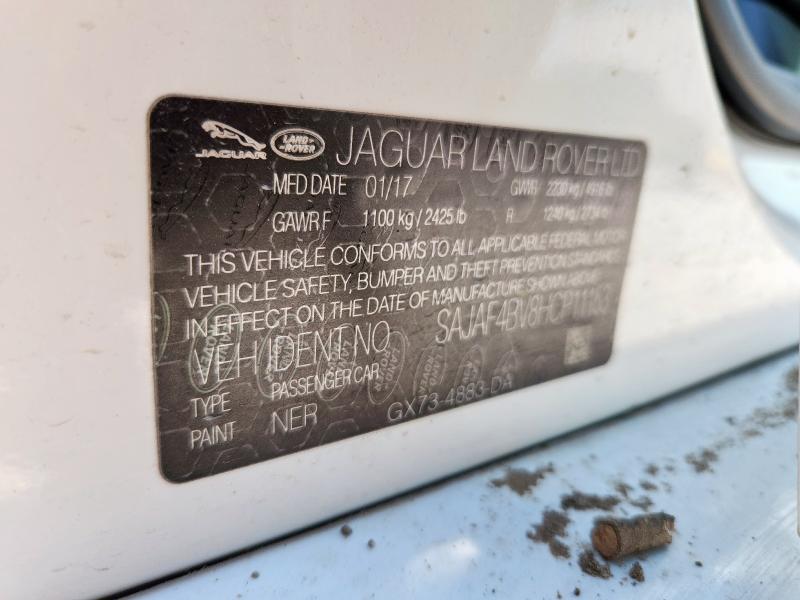 JAGUAR
LAND ROVER
JAGUAR LAND ROVER LTD
MFD DATE 01/17 GVWR 2230 kg / 4916 lb
GAWR F 1100 kg / 2425 lb R 1240 kg / 2734 lb
THIS VEHICLE CONFORMS TO ALL APPLICABLE FEDERAL MOTOR
VEHICLE SAFETY, BUMPER AND THEFT PREVENTION STANDARDS
IN EFFECT ON THE DATE OF MANUFACTURE SHOWN ABOVE
VEH IDENT NO
TYPE PASSENGER CAR
PAINT NER GX73-4883-DA